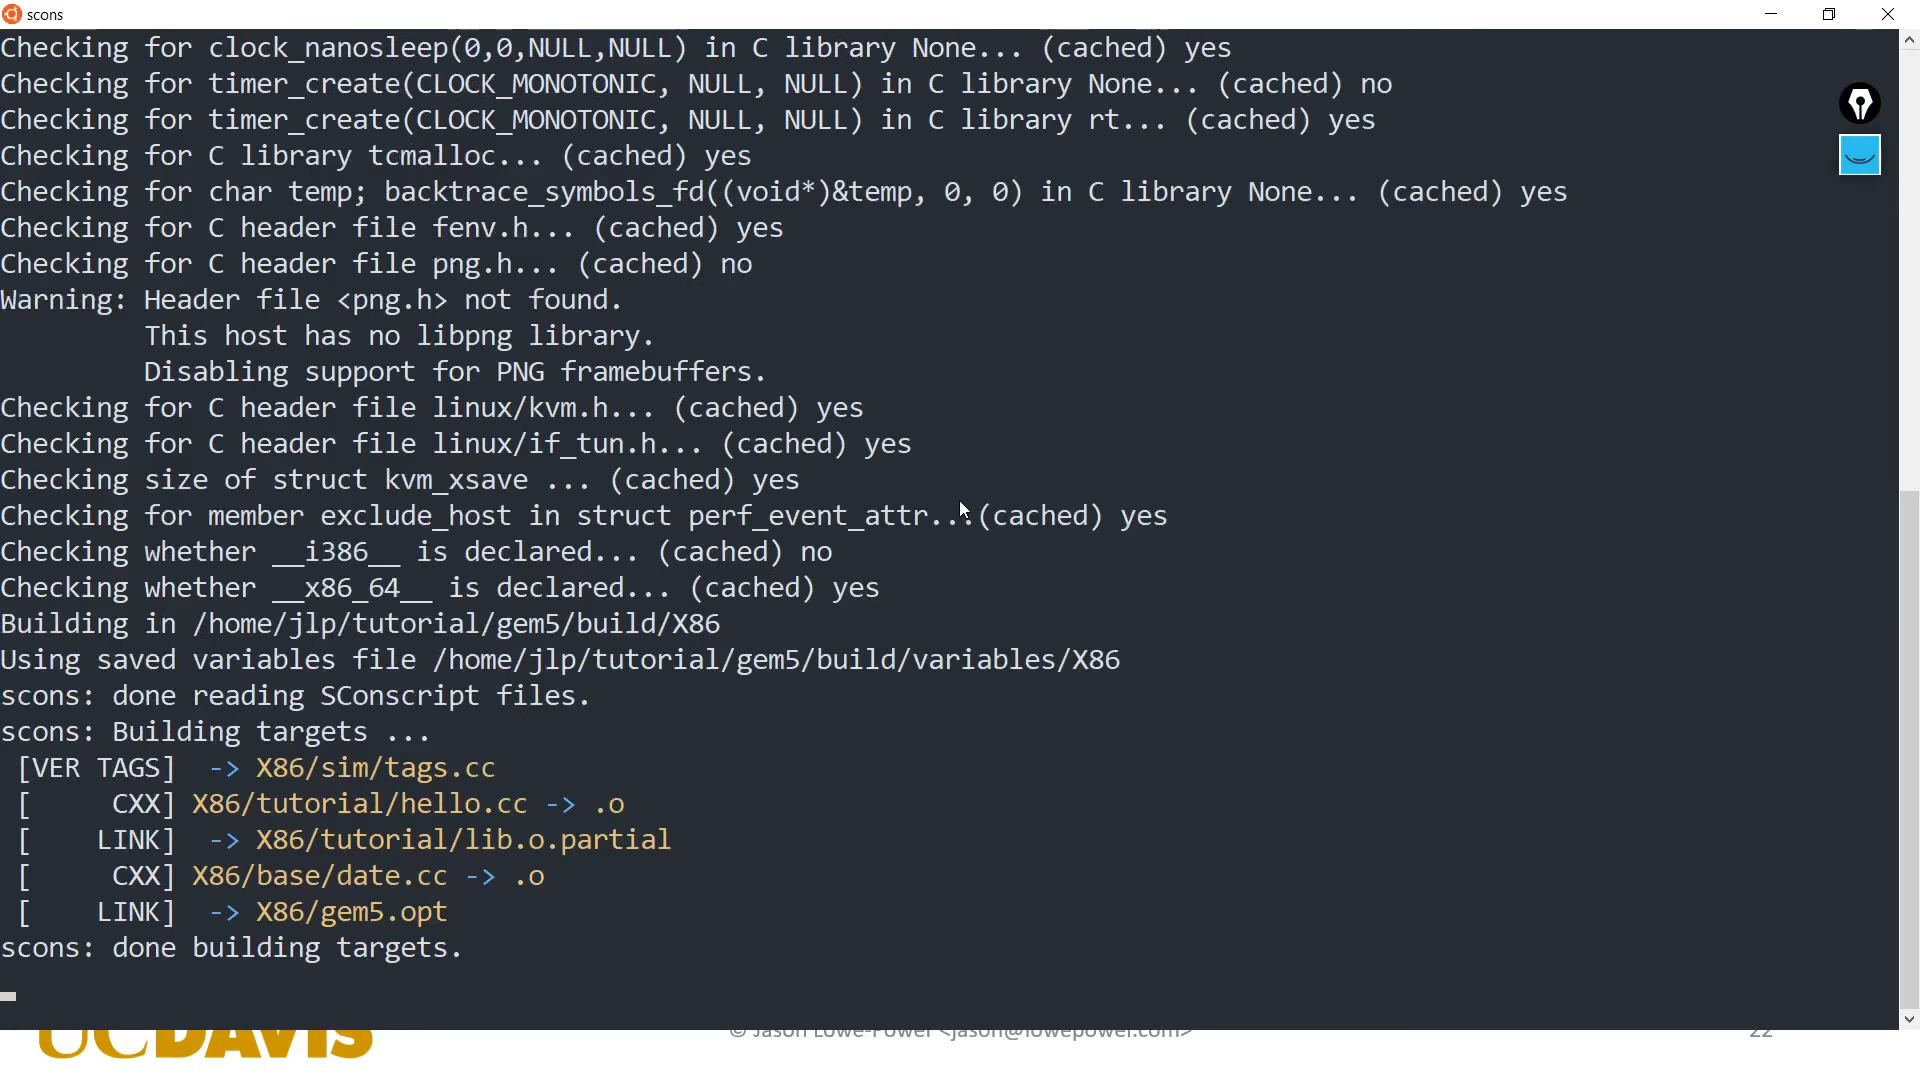 scons
Checking for clock_nanosleep(0,0,NULL,NULL) in C library None... (cached) yes
Checking for timer_create(CLOCK_MONOTONIC, NULL, NULL) in C library None... (cached) no
Checking for timer_create(CLOCK_MONOTONIC, NULL, NULL) in C library rt... (cached) yes
Checking for C library tcmalloc... (cached) yes
Checking for char temp; backtrace_symbols_fd((void*)&temp, 0, 0) in C library None... (cached) yes
Checking for C header file fenv.h... (cached) yes
Checking for C header file png.h... (cached) no
Warning: Header file <png.h> not found.
This host has no libpng library.
Disabling support for PNG framebuffers.
Checking for C header file linux/kvm.h... (cached) yes
Checking for C header file linux/if_tun.h... (cached) yes
Checking size of struct kvm_xsave ... (cached) yes
Checking for member exclude_host in struct perf_event_attr...(cached) yes
Checking whether __i386__ is declared... (cached) no
Checking whether __x86_64__ is declared... (cached) yes
Building in /home/jlp/tutorial/gem5/build/X86
Using saved variables file /home/jlp/tutorial/gem5/build/variables/X86
scons: done reading SConscript files.
scons: Building targets ...
[VER TAGS]  -> X86/sim/tags.cc
[     CXX] X86/tutorial/hello.cc -> .o
[    LINK]  -> X86/tutorial/lib.o.partial
[     CXX] X86/base/date.cc -> .o
[    LINK]  -> X86/gem5.opt
scons: done building targets.
UCDAVIS
© Jason Lowe-Power <jason@lowepower.com>
22